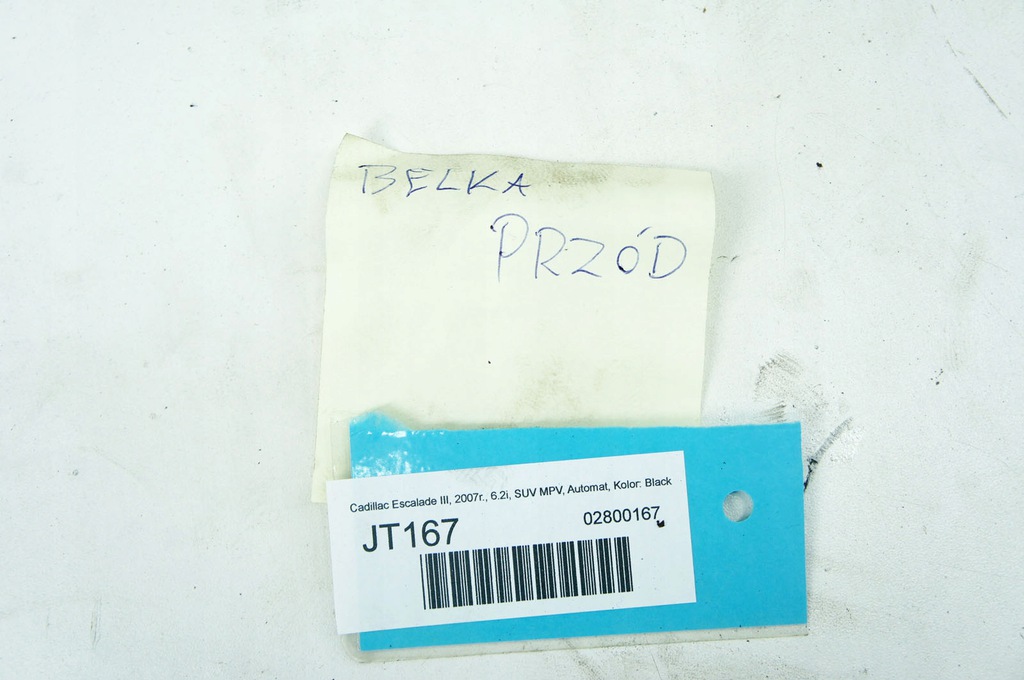 BELKA
PRZÓD
Cadillac Escalade III, 2007r., 6.2i, SUV MPV, Automat, Kolor: Black
JT167
02800167